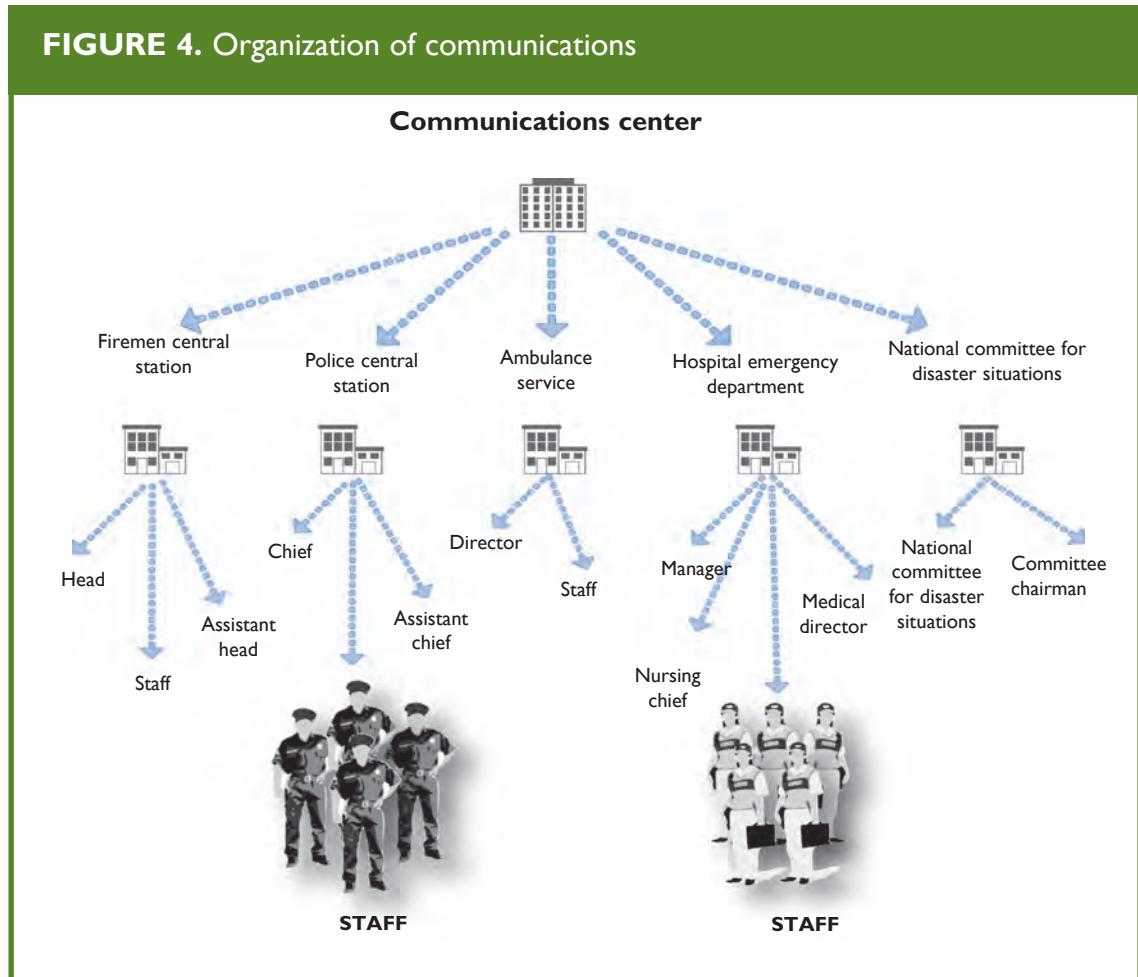 FIGURE 4. Organization of communications
Communications center
Firemen central
station
Police central
station
Ambulance
service
Hospital emergency
department
National committee for
disaster situations
Head
Staff
Assistant
head
Chief
Assistant
chief
STAFF
Director
Staff
Manager
Nursing
chief
Medical
director
STAFF
National
committee
for disaster
situations
Committee
chairman